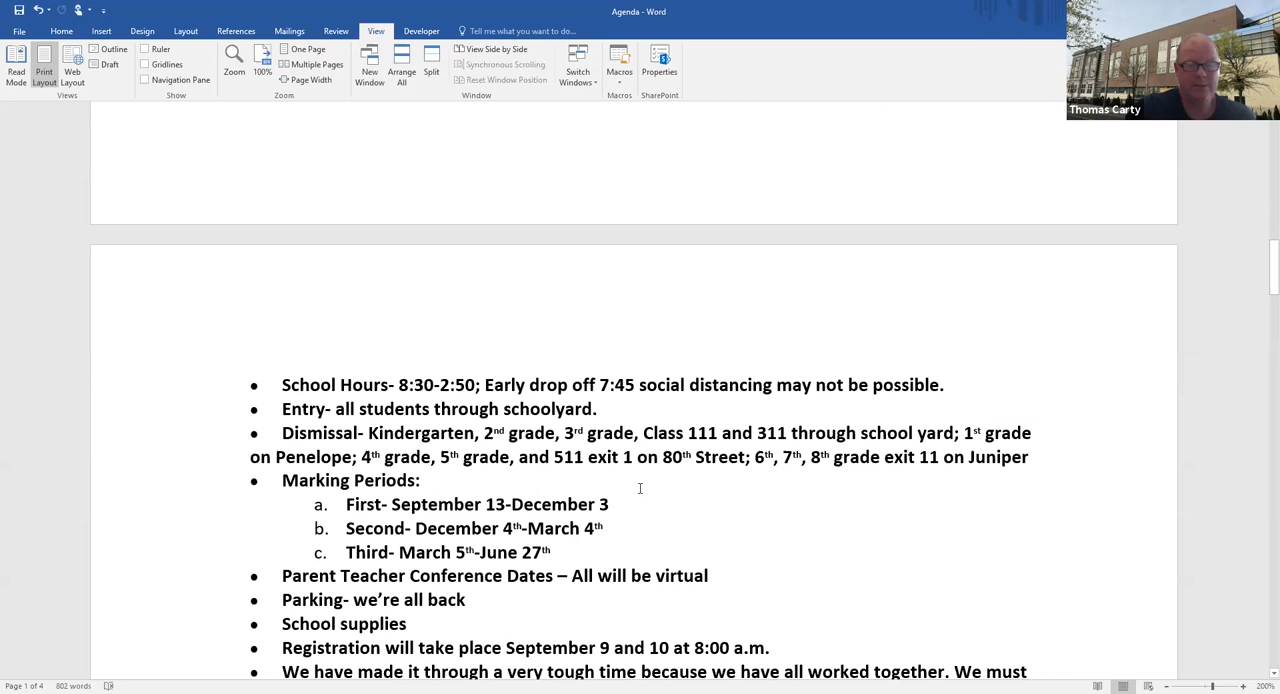 Agenda - Word
File Home Insert Design Layout References Mailings Review View Developer Tell me what you want to do...
Read Mode
Print Layout
Web Layout
Outline
Draft
Views
Ruler
Gridlines
Navigation Pane
Show
Zoom
100%
One Page
Multiple Pages
Page Width
Zoom
New Window
Arrange All
Split
View Side by Side
Synchronous Scrolling
Reset Window Position
Window
Switch Windows
Macros
Macros
Properties
SharePoint
Thomas Carty
• School Hours- 8:30-2:50; Early drop off 7:45 social distancing may not be possible.
• Entry- all students through schoolyard.
• Dismissal- Kindergarten, 2nd grade, 3rd grade, Class 111 and 311 through school yard; 1st grade
on Penelope; 4th grade, 5th grade, and 511 exit 1 on 80th Street; 6th, 7th, 8th grade exit 11 on Juniper
• Marking Periods:
a. First- September 13-December 3
b. Second- December 4th-March 4th
c. Third- March 5th-June 27th
• Parent Teacher Conference Dates – All will be virtual
• Parking- we’re all back
• School supplies
• Registration will take place September 9 and 10 at 8:00 a.m.
• We have made it through a very tough time because we have all worked together. We must
Page 1 of 4 802 words 200%